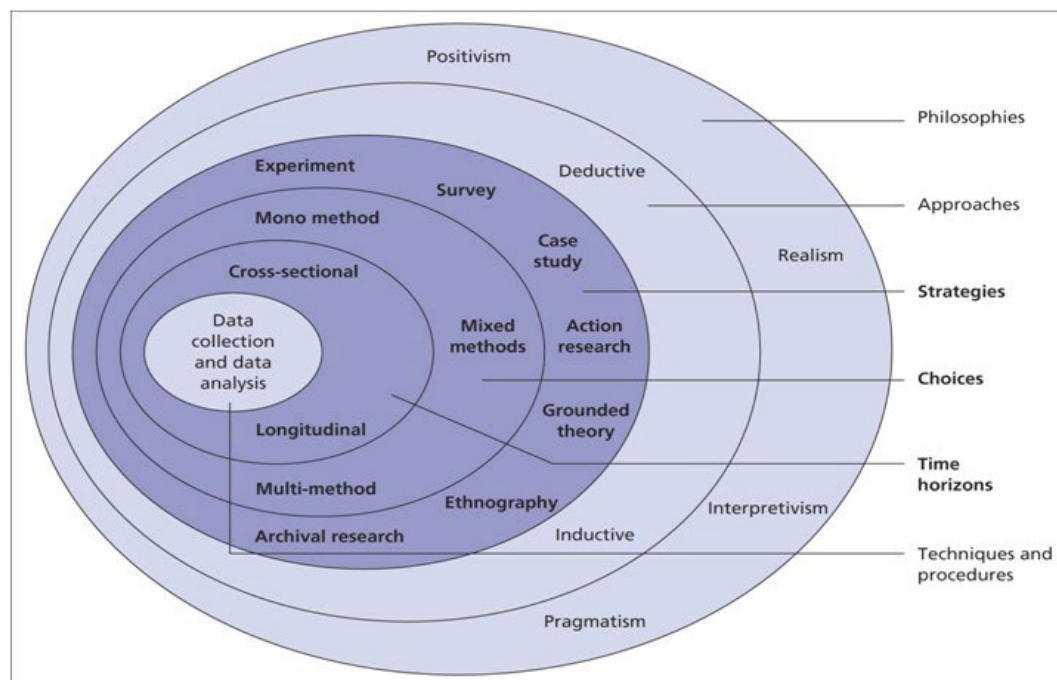 Positivism
Philosophies
Experiment
Deductive
Survey
Approaches
Mono method
Case
study
Realism
Cross-sectional
Strategies
Data
collection
and data
analysis
Mixed
methods
Action
research
Choices
Grounded
theory
Longitudinal
Time
horizons
Multi-method
Ethnography
Interpretivism
Archival research
Inductive
Techniques and
procedures
Pragmatism